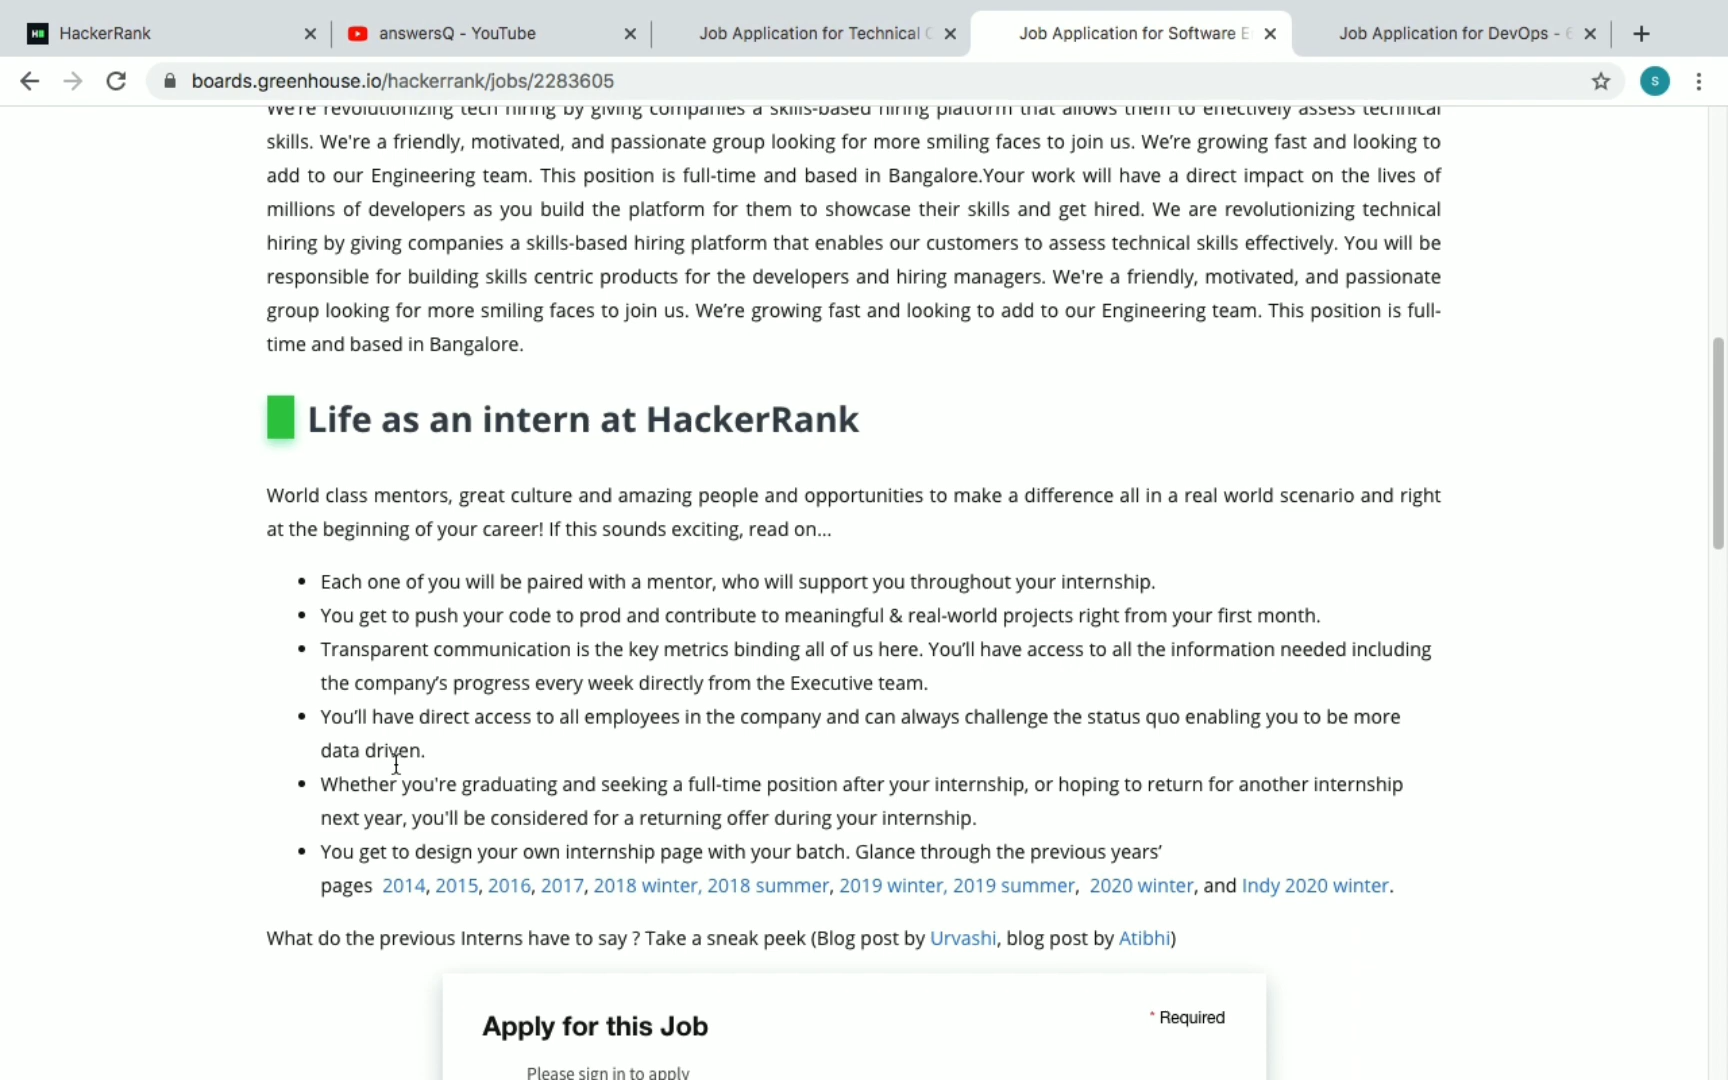 HackerRank
answersQ - YouTube
Job Application for Technical C
Job Application for Software E
Job Application for DevOps - 6
boards.greenhouse.io/hackerrank/jobs/2283605
S
We're revolutionizing tech hiring by giving companies a skills-based hiring platform that allows them to effectively assess technical
skills. We're a friendly, motivated, and passionate group looking for more smiling faces to join us. We’re growing fast and looking to
add to our Engineering team. This position is full-time and based in Bangalore.Your work will have a direct impact on the lives of
millions of developers as you build the platform for them to showcase their skills and get hired. We are revolutionizing technical
hiring by giving companies a skills-based hiring platform that enables our customers to assess technical skills effectively. You will be
responsible for building skills centric products for the developers and hiring managers. We're a friendly, motivated, and passionate
group looking for more smiling faces to join us. We’re growing fast and looking to add to our Engineering team. This position is full-
time and based in Bangalore.
Life as an intern at HackerRank
World class mentors, great culture and amazing people and opportunities to make a difference all in a real world scenario and right
at the beginning of your career! If this sounds exciting, read on...
• Each one of you will be paired with a mentor, who will support you throughout your internship.
• You get to push your code to prod and contribute to meaningful & real-world projects right from your first month.
• Transparent communication is the key metrics binding all of us here. You’ll have access to all the information needed including
the company’s progress every week directly from the Executive team.
• You’ll have direct access to all employees in the company and can always challenge the status quo enabling you to be more
data driven.
• Whether you're graduating and seeking a full-time position after your internship, or hoping to return for another internship
next year, you'll be considered for a returning offer during your internship.
• You get to design your own internship page with your batch. Glance through the previous years’
pages 2014, 2015, 2016, 2017, 2018 winter, 2018 summer, 2019 winter, 2019 summer, 2020 winter, and Indy 2020 winter.
What do the previous Interns have to say ? Take a sneak peek (Blog post by Urvashi, blog post by Atibhi)
Apply for this Job
* Required
Please sign in to apply